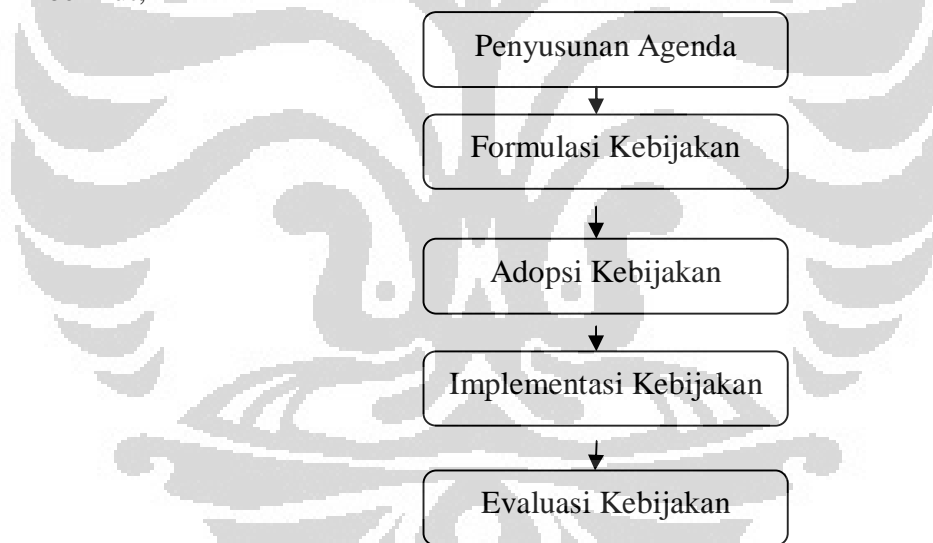 Penyusunan Agenda
Formulasi Kebijakan
Adopsi Kebijakan
Implementasi Kebijakan
Evaluasi Kebijakan